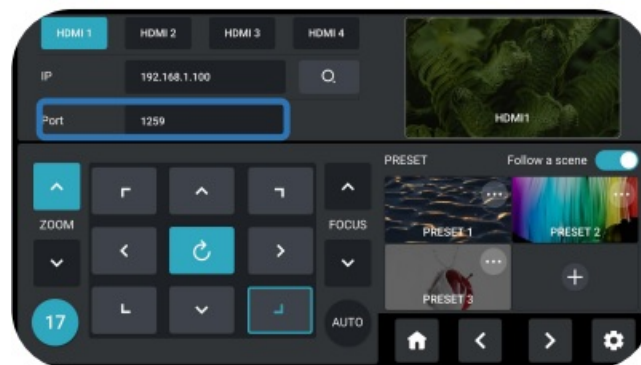 HDMI 1 HDMI 2 HDMI 3 HDMI 4
IP 192.168.1.100
Port 1259
HDMI1
PRESET Follow a scene
ZOOM
FOCUS
PRESET 1 PRESET 2
PRESET 3
17
AUTO